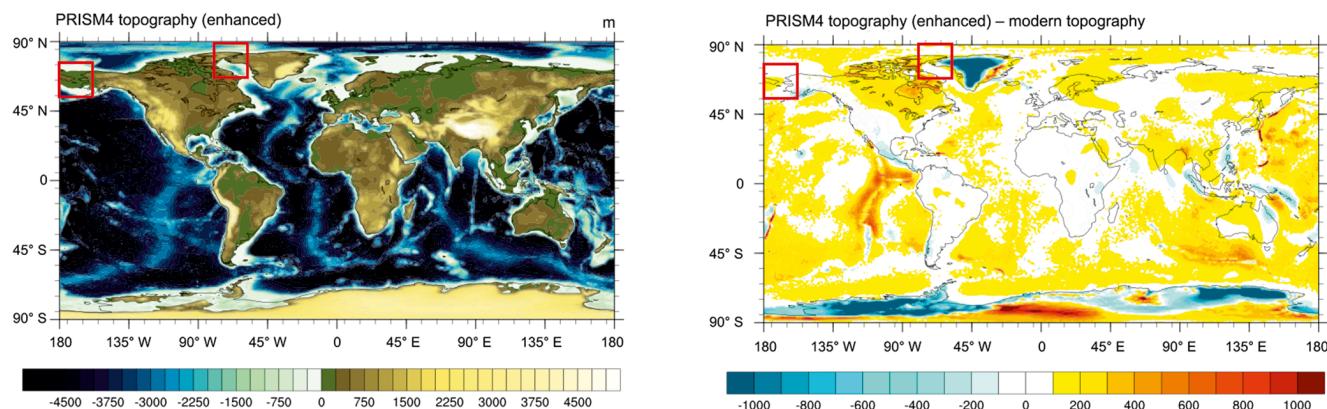 PRISM4 topography (enhanced)
m
90° N
45° N
0
45° S
90° S
180 135° W 90° W 45° W 0 45° E 90° E 135° E 180
-4500 -3750 -3000 -2250 -1500 -750 0 750 1500 2250 3000 3750 4500
PRISM4 topography (enhanced) – modern topography
90° N
45° N
0
45° S
90° S
180 135° W 90° W 45° W 0 45° E 90° E 135° E 180
-1000 -800 -600 -400 -200 0 0 200 400 600 800 1000